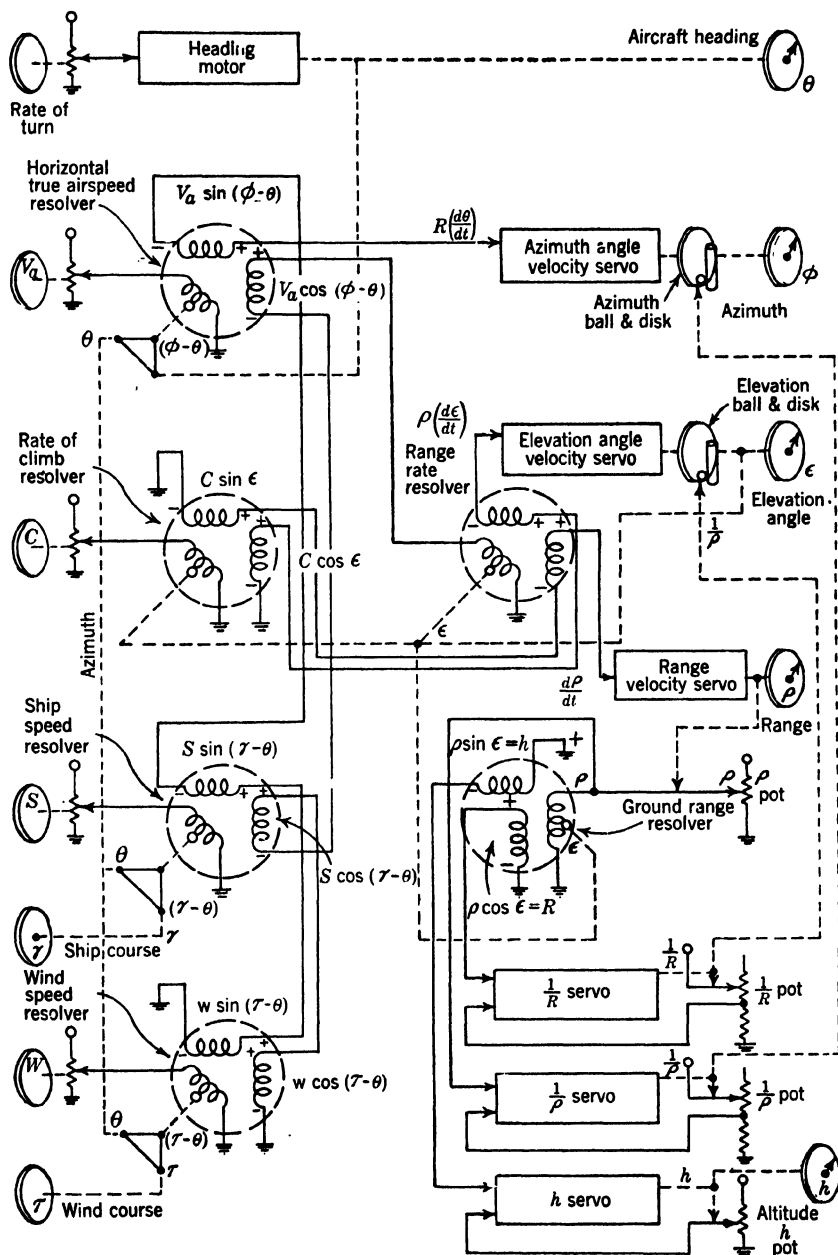 Heading
motor
Aircraft heading
θ
Rate of
turn
Horizontal
true airspeed
resolver
V_a sin (ϕ-θ)
R(dθ/dt)
Azimuth angle
velocity servo
ϕ
V_a
V_a cos (ϕ-θ)
Azimuth
ball & disk
Azimuth
θ
(ϕ-θ)
Rate of
climb
resolver
C sin ϵ
ρ(dϵ/dt)
Range
rate
resolver
Elevation angle
velocity servo
Elevation
ball & disk
ϵ
Elevation
angle
1/ρ
C
C cos ϵ
ϵ
Azimuth
dρ/dt
Range
velocity servo
ρ
Range
Ship
speed
resolver
S sin (τ-θ)
ρ sin ϵ = h
ρ
ρ
ρ
pot
Ground range
resolver
S
S cos (τ-θ)
ϵ
ρ cos ϵ = R
θ
(τ-θ)
γ
γ
Ship course
Wind
speed
resolver
w sin (τ-θ)
1/R servo
1/R
1/R pot
W
w cos (τ-θ)
1/ρ servo
1/ρ
1/ρ pot
θ
(τ-θ)
τ
τ
Wind course
h servo
h
h
Altitude
h
pot